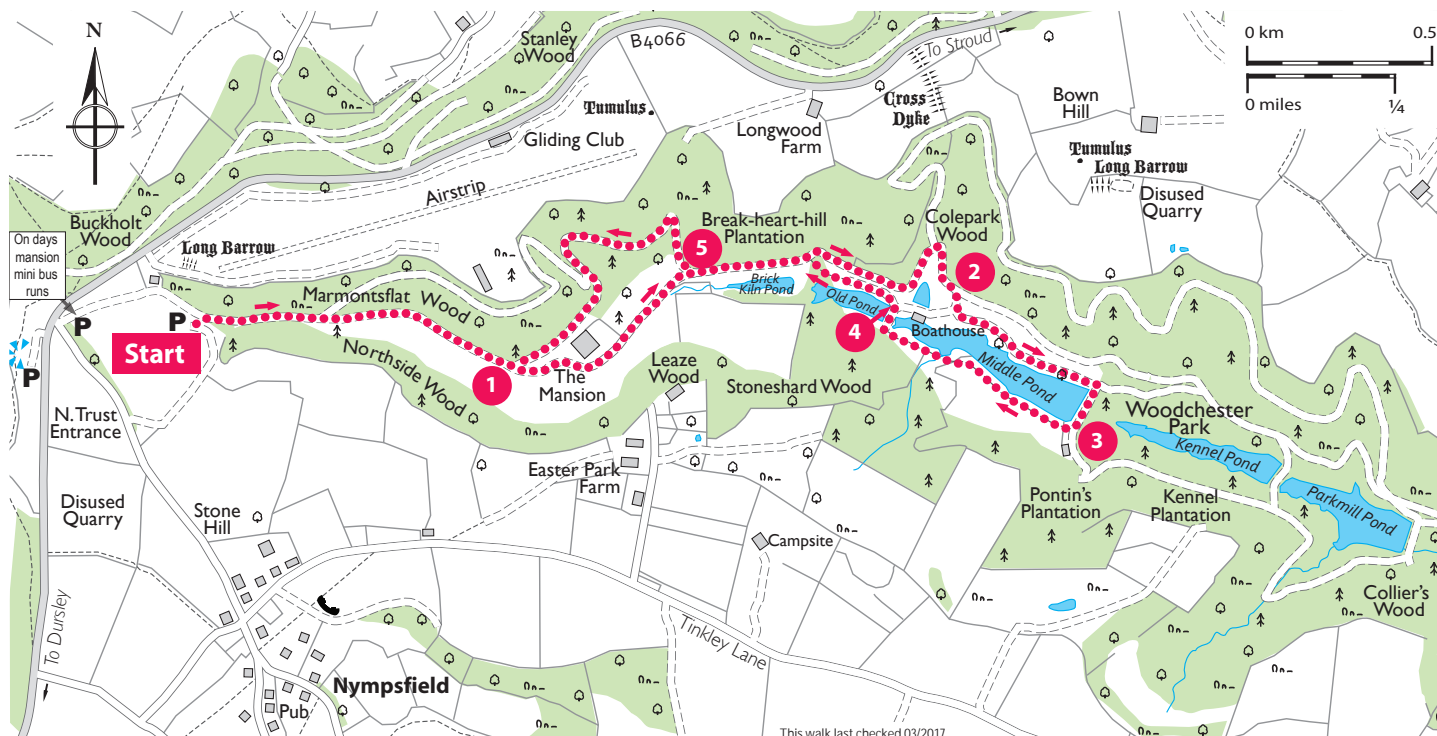 N
Stanley
Wood
B4066
To Stroud
0 km
0.5
0 miles
¼
Tumulus
Cross
Dyke
Bown
Hill
Longwood
Farm
Gliding Club
Tumulus
Long Barrow
Disused
Quarry
Airstrip
Buckholt
Wood
Long Barrow
On days
mansion
mini bus
runs
Break-heart-hill
Plantation
Colepark
Wood
5
2
Marmontsflat
Wood
Brick
Kiln Pond
Old Pond
P
P
Start
P
4
Boathouse
Northside Wood
1
The
Mansion
Leaze
Wood
Stoneshard Wood
Middle Pond
Woodchester
Park
3
Kennel Pond
N. Trust
Entrance
Easter Park
Farm
Parkmill Pond
Disused
Quarry
Stone
Hill
Pontin's
Plantation
Kennel
Plantation
Campsite
Collier's
Wood
To Dursley
Tinkley Lane
Nympsfield
Pub
This walk last checked 03/2017